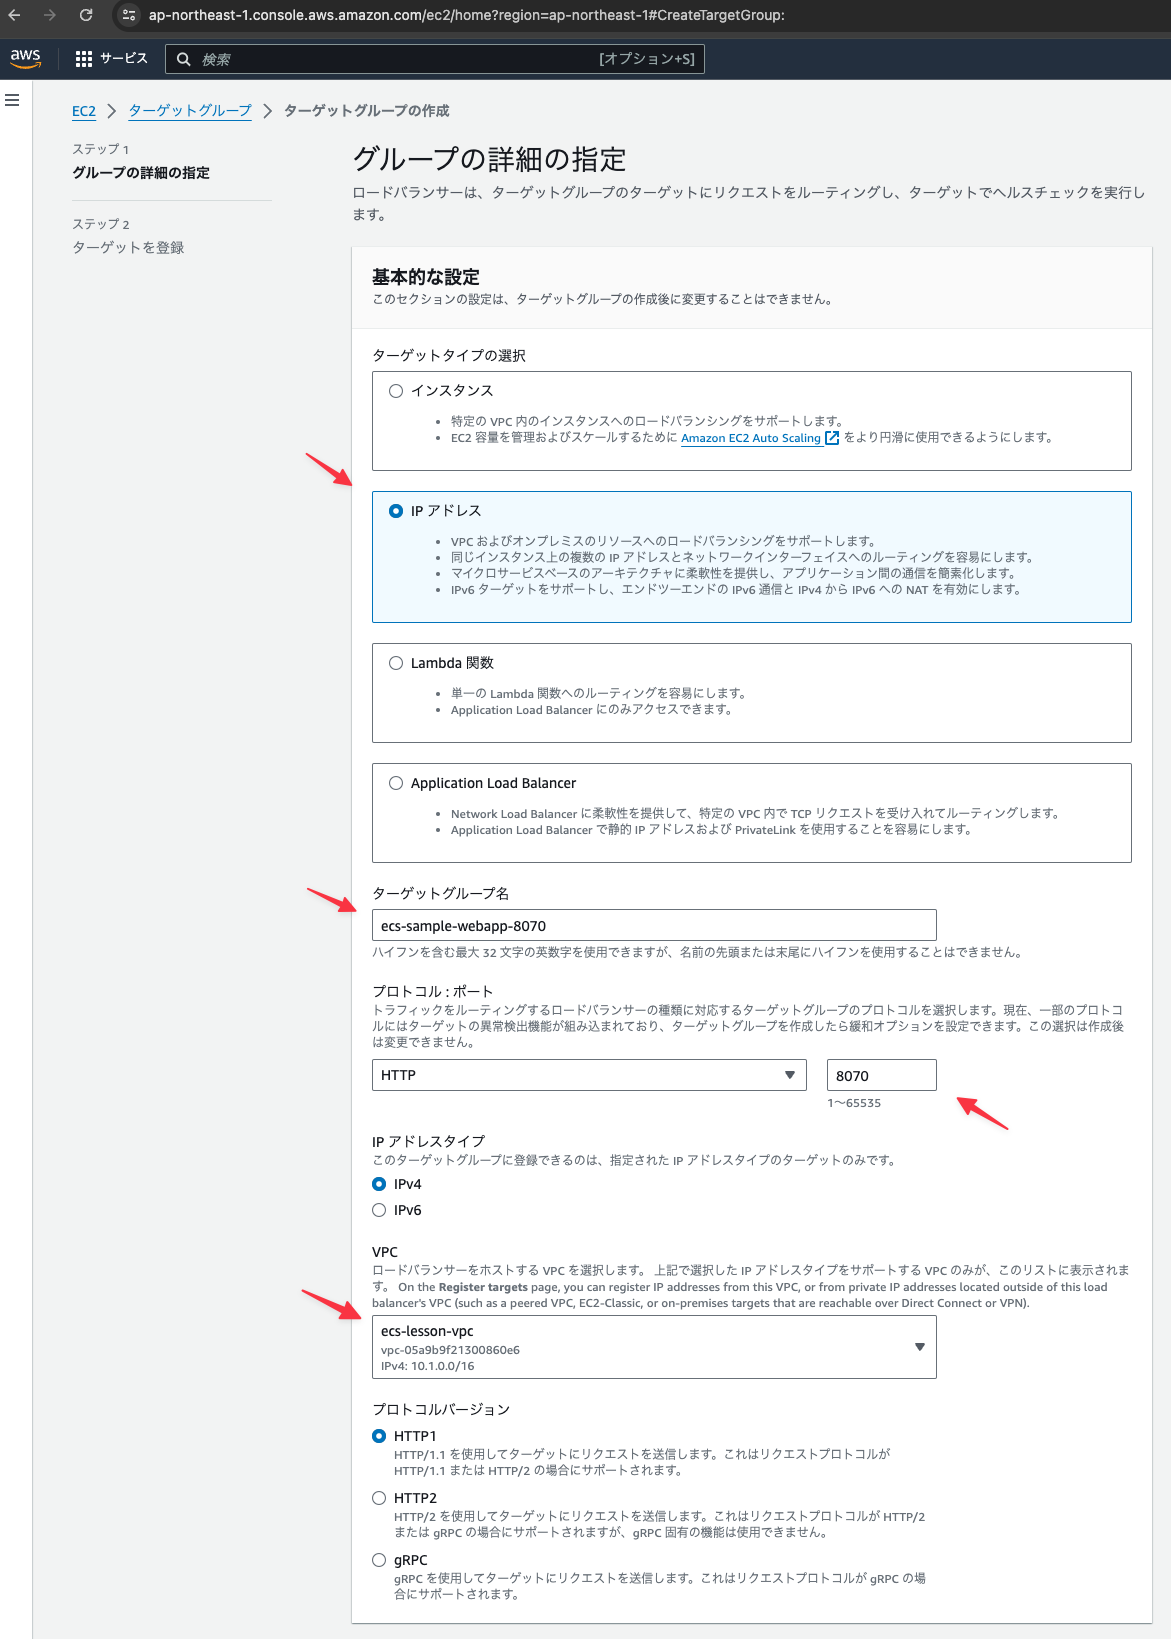 ap-northeast-1.console.aws.amazon.com/ec2/home?region=ap-northeast-1#CreateTargetGroup:
aws
サービス
検索
[オプション+S]
EC2
ターゲットグループ
ターゲットグループの作成
ステップ 1
グループの詳細の指定
ステップ 2
ターゲットを登録
グループの詳細の指定
ロードバランサーは、ターゲットグループのターゲットにリクエストをルーティングし、ターゲットでヘルスチェックを実行し
ます。
基本的な設定
このセクションの設定は、ターゲットグループの作成後に変更することはできません。
ターゲットタイプの選択
インスタンス
• 特定の VPC 内のインスタンスへのロードバランシングをサポートします。
• EC2 容量を管理およびスケールするために Amazon EC2 Auto Scaling をより円滑に使用できるようにします。
IP アドレス
• VPC およびオンプレミスのリソースへのロードバランシングをサポートします。
• 同じインスタンス上の複数の IP アドレスとネットワークインターフェイスへのルーティングを容易にします。
• マイクロサービスベースのアーキテクチャに柔軟性を提供し、アプリケーション間の通信を簡素化します。
• IPv6 ターゲットをサポートし、エンドツーエンドの IPv6 通信と IPv4 から IPv6 への NAT を有効にします。
Lambda 関数
• 単一の Lambda 関数へのルーティングを容易にします。
• Application Load Balancer にのみアクセスできます。
Application Load Balancer
• Network Load Balancer に柔軟性を提供して、特定の VPC 内で TCP リクエストを受け入れてルーティングします。
• Application Load Balancer で静的 IP アドレスおよび PrivateLink を使用することを容易にします。
ターゲットグループ名
ecs-sample-webapp-8070
ハイフンを含む最大 32 文字の英数字を使用できますが、名前の先頭または末尾にハイフンを使用することはできません。
プロトコル : ポート
トラフィックをルーティングするロードバランサーの種類に対応するターゲットグループのプロトコルを選択します。現在、一部のプロトコ
ルにはターゲットの異常検出機能が組み込まれており、ターゲットグループを作成したら緩和オプションを設定できます。この選択は作成後
は変更できません。
HTTP
8070
1〜65535
IP アドレスタイプ
このターゲットグループに登録できるのは、指定された IP アドレスタイプのターゲットのみです。
IPv4
IPv6
VPC
ロードバランサーをホストする VPC を選択します。 上記で選択した IP アドレスタイプをサポートする VPC のみが、このリストに表示されま
す。 On the Register targets page, you can register IP addresses from this VPC, or from private IP addresses located outside of this load
balancer's VPC (such as a peered VPC, EC2-Classic, or on-premises targets that are reachable over Direct Connect or VPN).
ecs-lesson-vpc
vpc-05a9b9f21300860e6
IPv4: 10.1.0.0/16
プロトコルバージョン
HTTP1
HTTP/1.1 を使用してターゲットにリクエストを送信します。これはリクエストプロトコルが
HTTP/1.1 または HTTP/2 の場合にサポートされます。
HTTP2
HTTP/2 を使用してターゲットにリクエストを送信します。これはリクエストプロトコルが HTTP/2
または gRPC の場合にサポートされますが、gRPC 固有の機能は使用できません。
gRPC
gRPC を使用してターゲットにリクエストを送信します。これはリクエストプロトコルが gRPC の場
合にサポートされます。